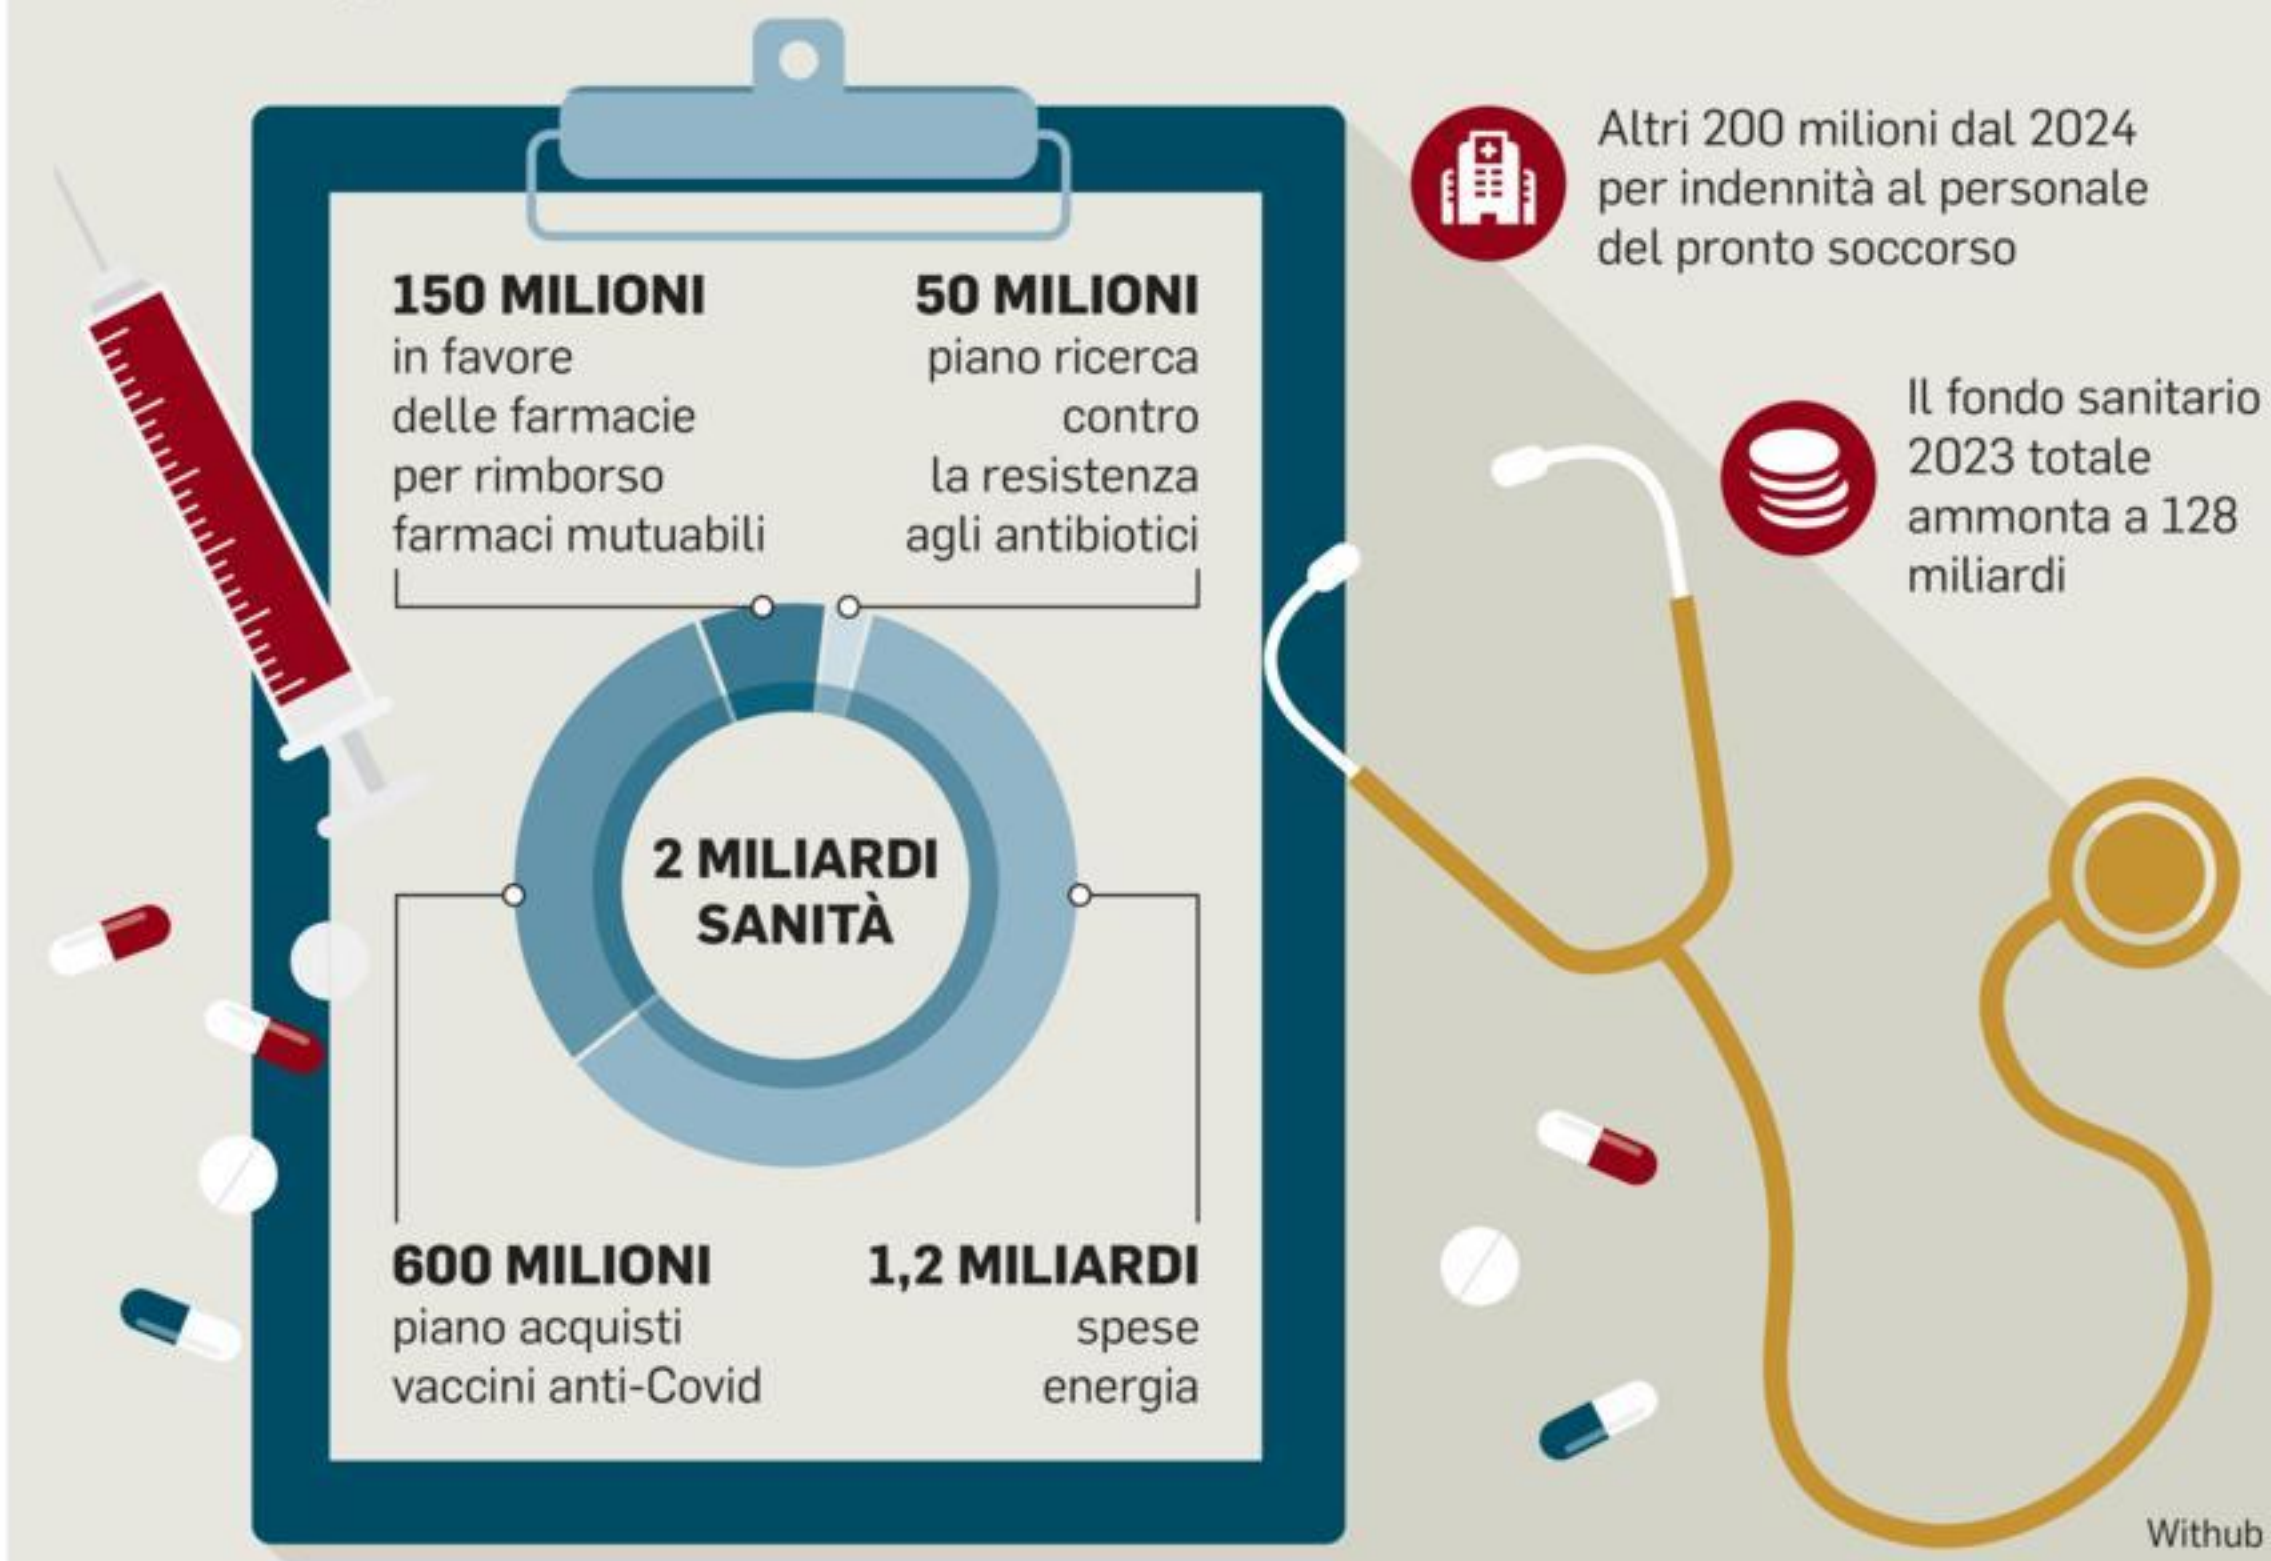 150 MILIONI
in favore
delle farmacie
per rimborso
farmaci mutuabili
50 MILIONI
piano ricerca
contro
la resistenza
agli antibiotici
2 MILIARDI
SANITÀ
600 MILIONI
piano acquisti
vaccini anti-Covid
1,2 MILIARDI
spese
energia
Altri 200 milioni dal 2024
per indennità al personale
del pronto soccorso
Il fondo sanitario
2023 totale
ammonta a 128
miliardi
Withub